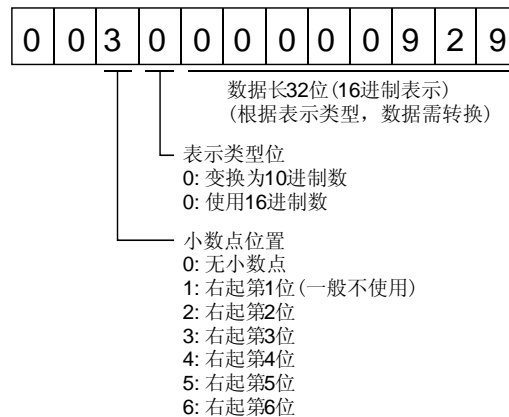 0 0 3 0 0 0 0 0 0 9 2 9
数据长32位(16进制表示)
(根据表示类型，数据需转换)
表示类型位
0: 变换为10进制数
0: 使用16进制数
小数点位置
0: 无小数点
1: 右起第1位(一般不使用)
2: 右起第2位
3: 右起第3位
4: 右起第4位
5: 右起第5位
6: 右起第6位